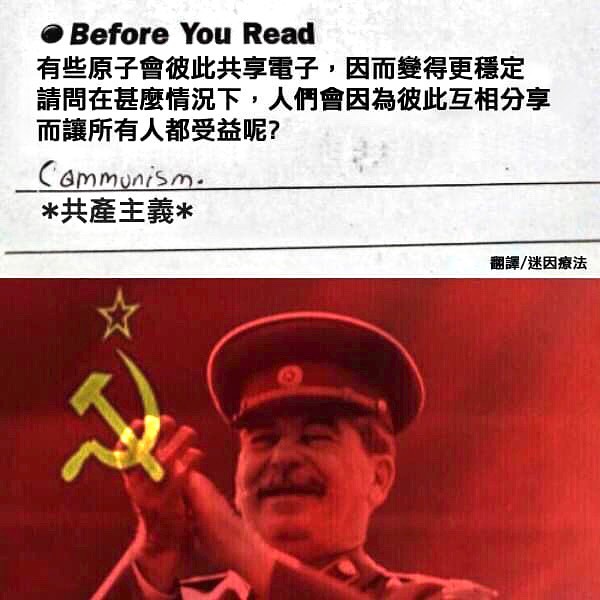 Before You Read
有些原子會彼此共享電子，因而變得更穩定
請問在甚麼情況下，人們會因為彼此互相分享
而讓所有人都受益呢?
Communism.
*共產主義*
翻譯/迷因療法